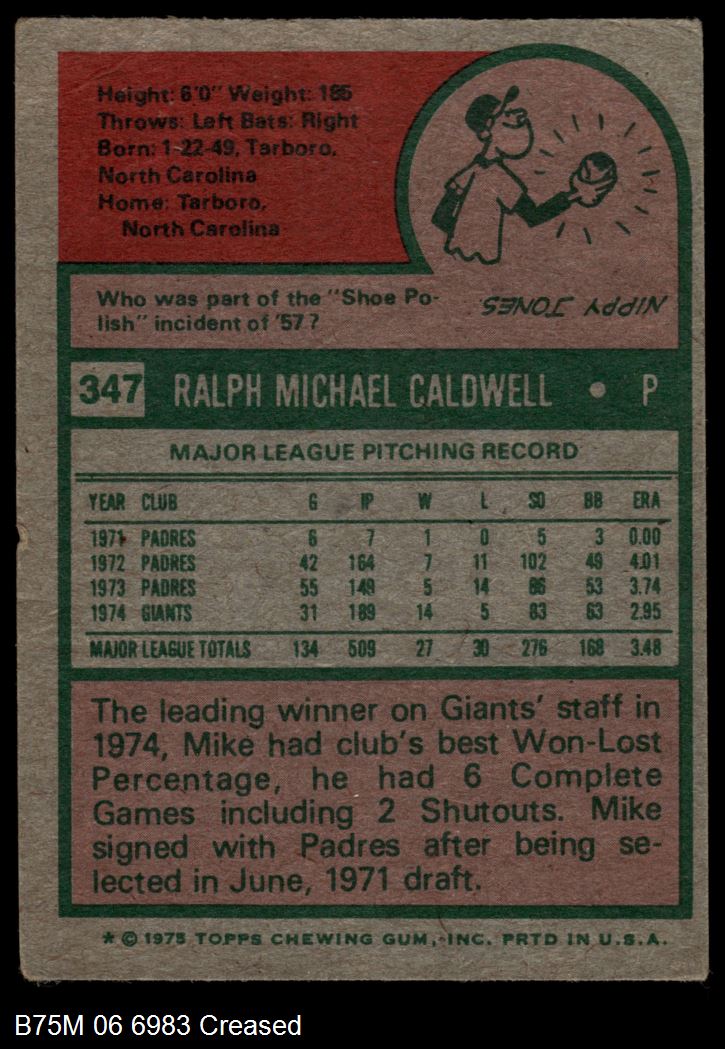 Height: 6'0" Weight: 185
Throws: Left Bats: Right
Born: 1-22-49, Tarboro,
North Carolina
Home: Tarboro,
North Carolina
Who was part of the "Shoe Po-
lish" incident of '57?
NIPPY JONES.
347 RALPH MICHAEL CALDWELL • P
MAJOR LEAGUE PITCHING RECORD
YEAR CLUB G IP W L SO BB ERA
1971 PADRES 6 7 1 0 5 3 0.00
1972 PADRES 42 164 7 11 102 49 4.01
1973 PADRES 55 149 5 14 86 53 3.74
1974 GIANTS 31 189 14 5 83 63 2.95
MAJOR LEAGUE TOTALS 134 509 27 30 276 168 3.48
The leading winner on Giants' staff in
1974, Mike had club's best Won-Lost
Percentage, he had 6 Complete
Games including 2 Shutouts. Mike
signed with Padres after being se-
lected in June, 1971 draft.
* © 1975 TOPPS CHEWING GUM, INC. PRTD IN U.S.A.
B75M 06 6983 Creased